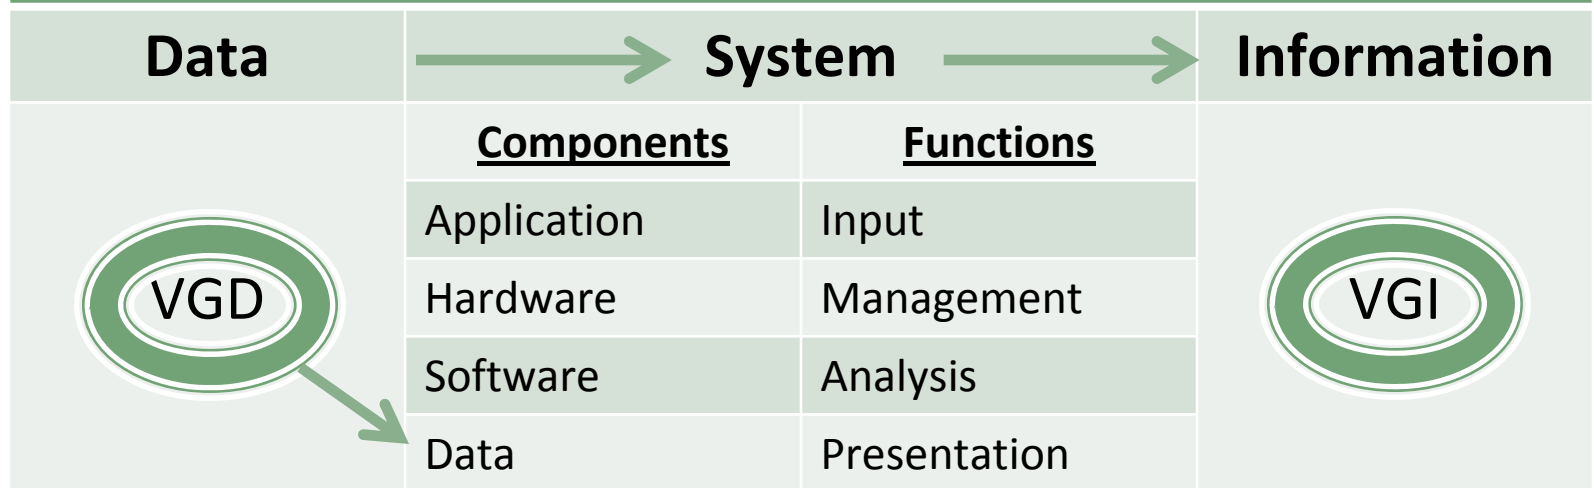 Data System Information
Components Functions
Application Input
VGD Hardware Management VGI
Software Analysis
Data Presentation